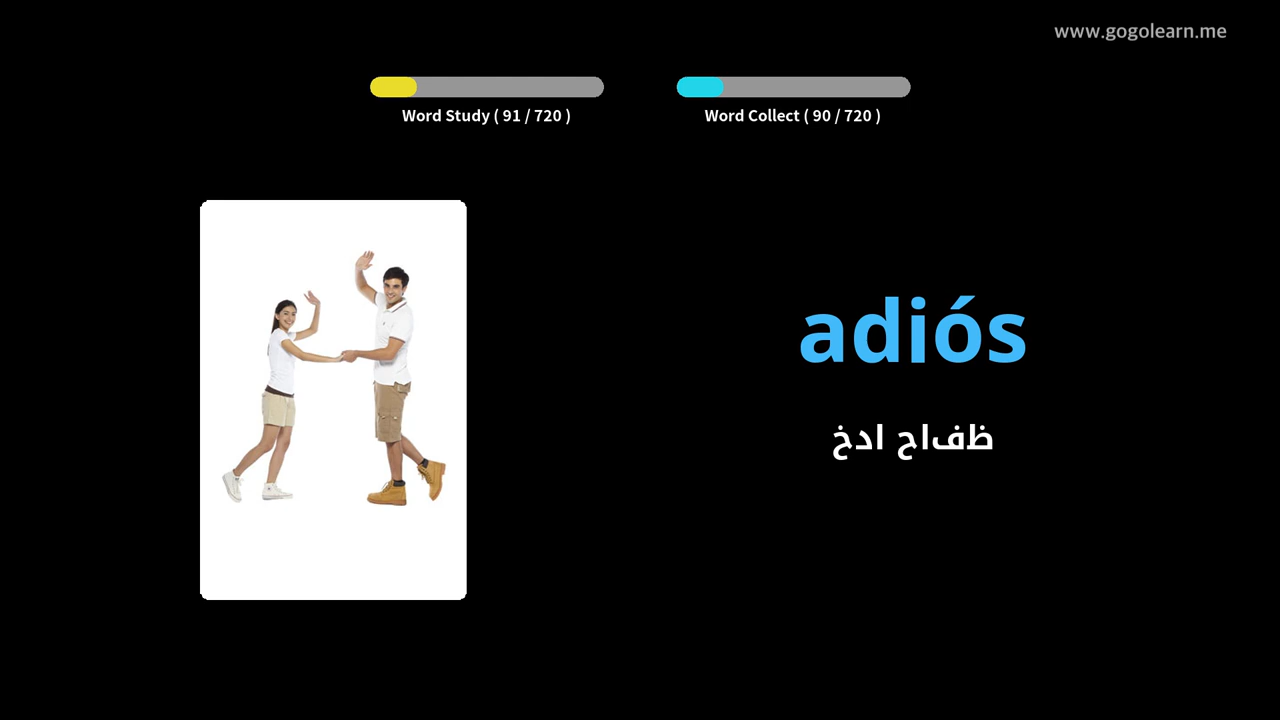 www.gogolearn.me
Word Study ( 91 / 720 )
Word Collect ( 90 / 720 )
adiós
ظفاح ادخ